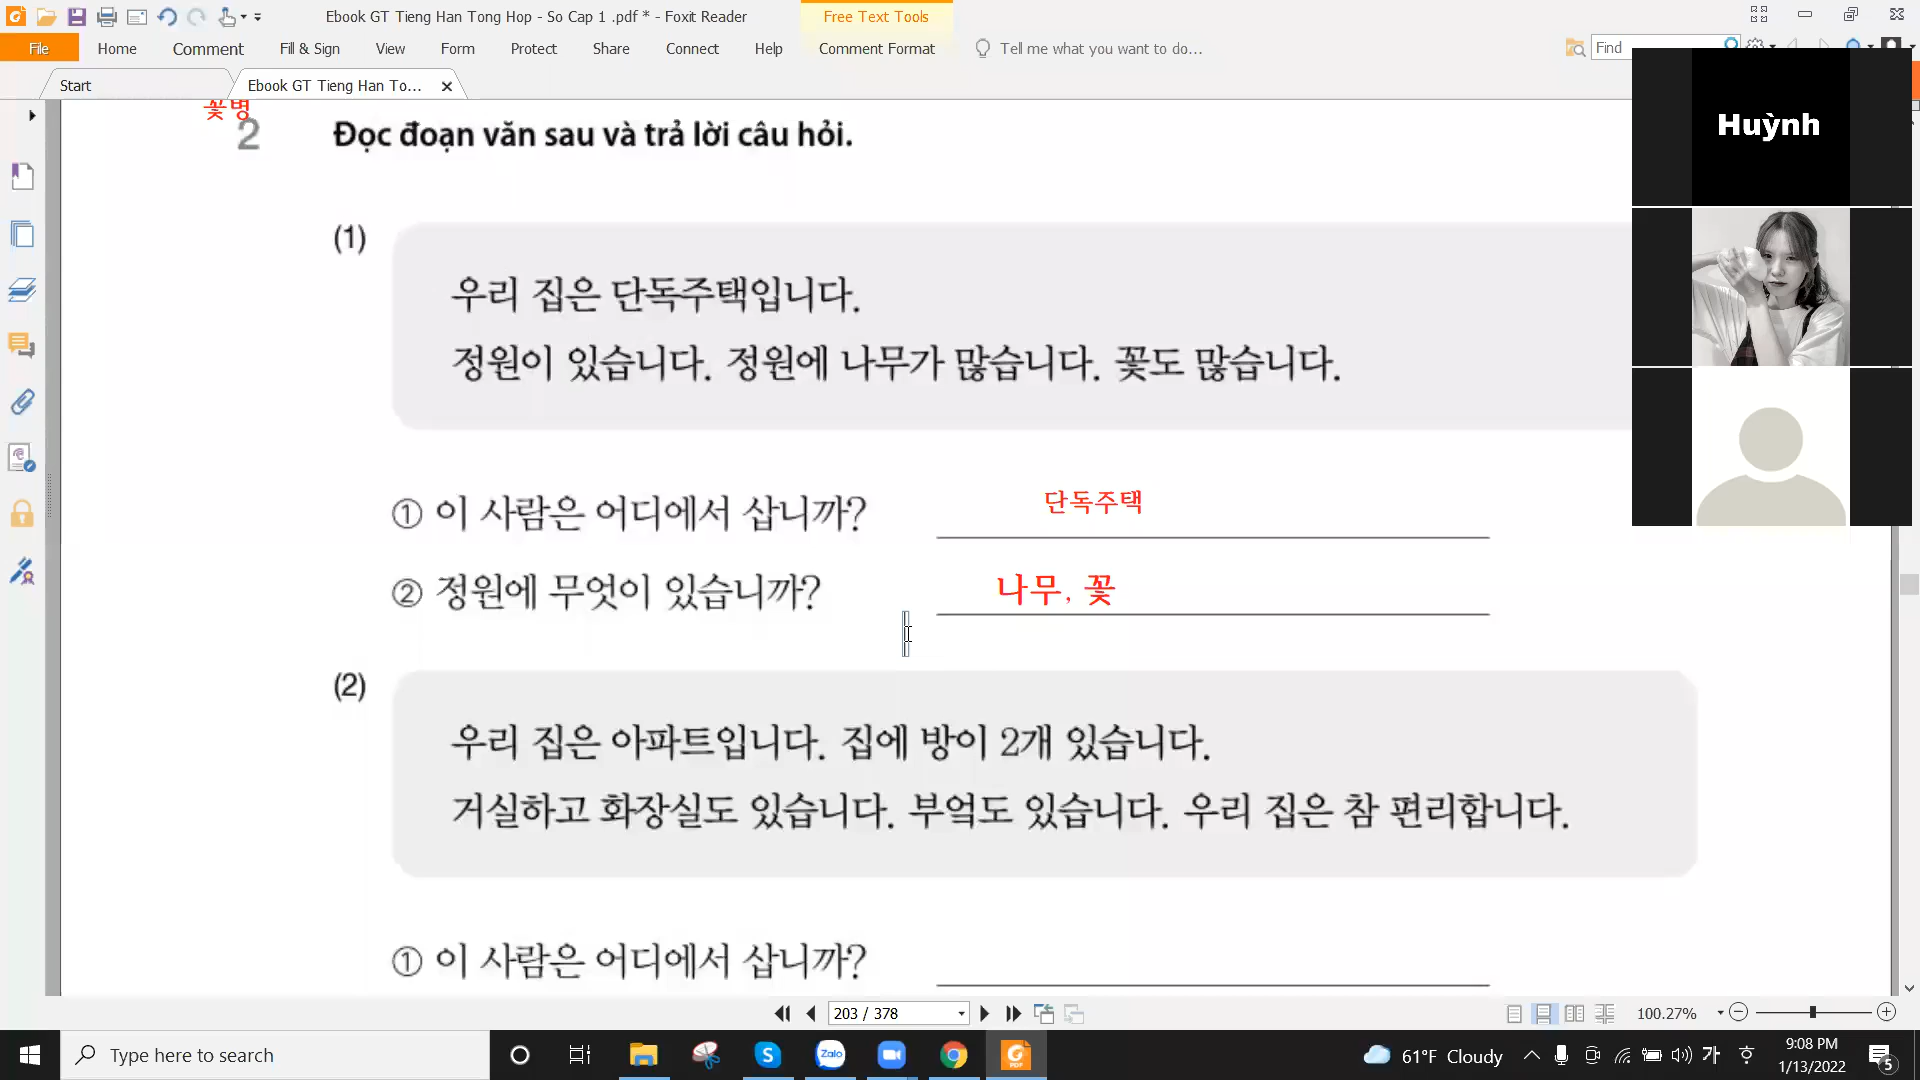 Ebook GT Tieng Han Tong Hop - So Cap 1 .pdf * - Foxit Reader
Free Text Tools
File
Home
Comment
Fill & Sign
View
Form
Protect
Share
Connect
Help
Comment Format
Tell me what you want to do...
Find
Start
Ebook GT Tieng Han To...
Huỳnh
꽃병
2 Đọc đoạn văn sau và trả lời câu hỏi.
(1)
우리 집은 단독주택입니다.
정원이 있습니다. 정원에 나무가 많습니다. 꽃도 많습니다.
① 이 사람은 어디에서 삽니까? 단독주택
② 정원에 무엇이 있습니까? 나무, 꽃
(2)
우리 집은 아파트입니다. 집에 방이 2개 있습니다.
거실하고 화장실도 있습니다. 부엌도 있습니다. 우리 집은 참 편리합니다.
① 이 사람은 어디에서 삽니까?
203 / 378
100.27%
Type here to search
Zalo
PDF
61°F Cloudy
가
9:08 PM
1/13/2022
5